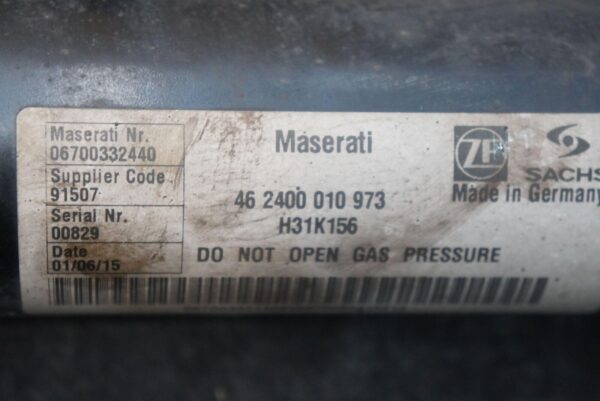 Maserati Nr.
06700332440
Supplier Code
91507
Serial Nr.
00829
Date
01/06/15
Maserati
46 2400 010 973
H31K156
DO NOT OPEN GAS PRESSURE
ZF
SACHS
Made in Germany